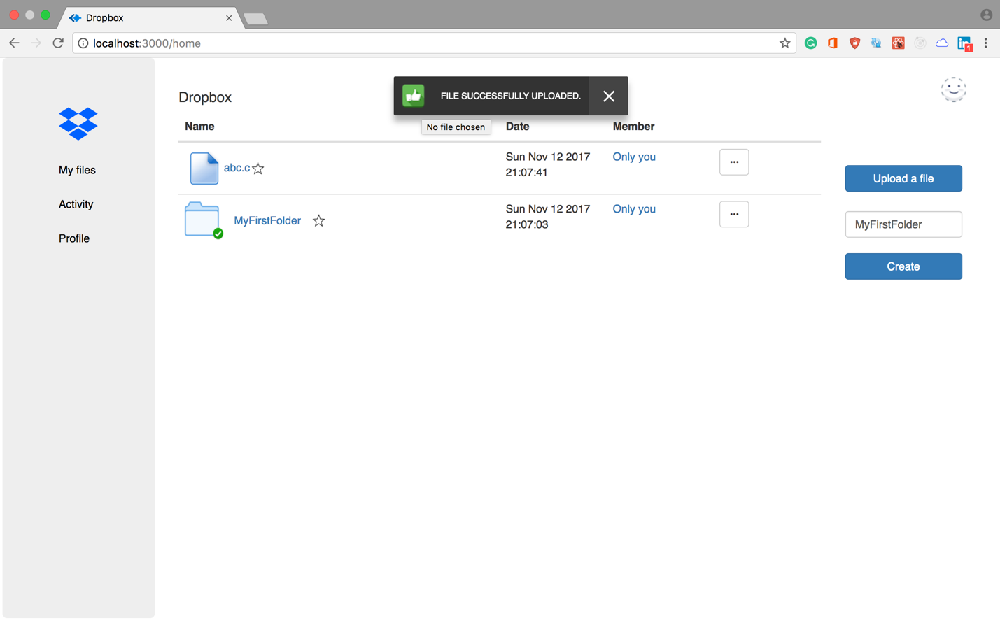 Dropbox
localhost:3000/home
1
Dropbox
FILE SUCCESSFULLY UPLOADED.
No file chosen
Name Date Member
My files
Activity
Profile
abc.c
Sun Nov 12 2017
21:07:41
Only you
...
MyFirstFolder
Sun Nov 12 2017
21:07:03
Only you
...
Upload a file
MyFirstFolder
Create